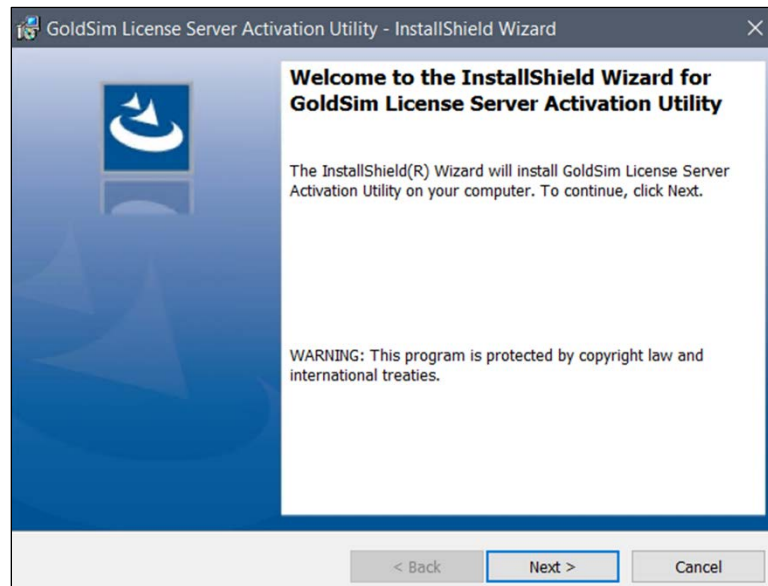 GoldSim License Server Activation Utility - InstallShield Wizard
Welcome to the InstallShield Wizard for
GoldSim License Server Activation Utility
The InstallShield(R) Wizard will install GoldSim License Server
Activation Utility on your computer. To continue, click Next.
WARNING: This program is protected by copyright law and
international treaties.
< Back Next > Cancel